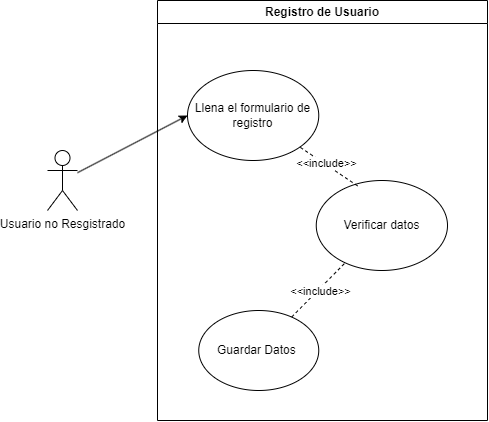 Registro de Usuario
Llena el formulario de
registro
<<include>>
Usuario no Resgistrado
Verificar datos
<<include>>
Guardar Datos